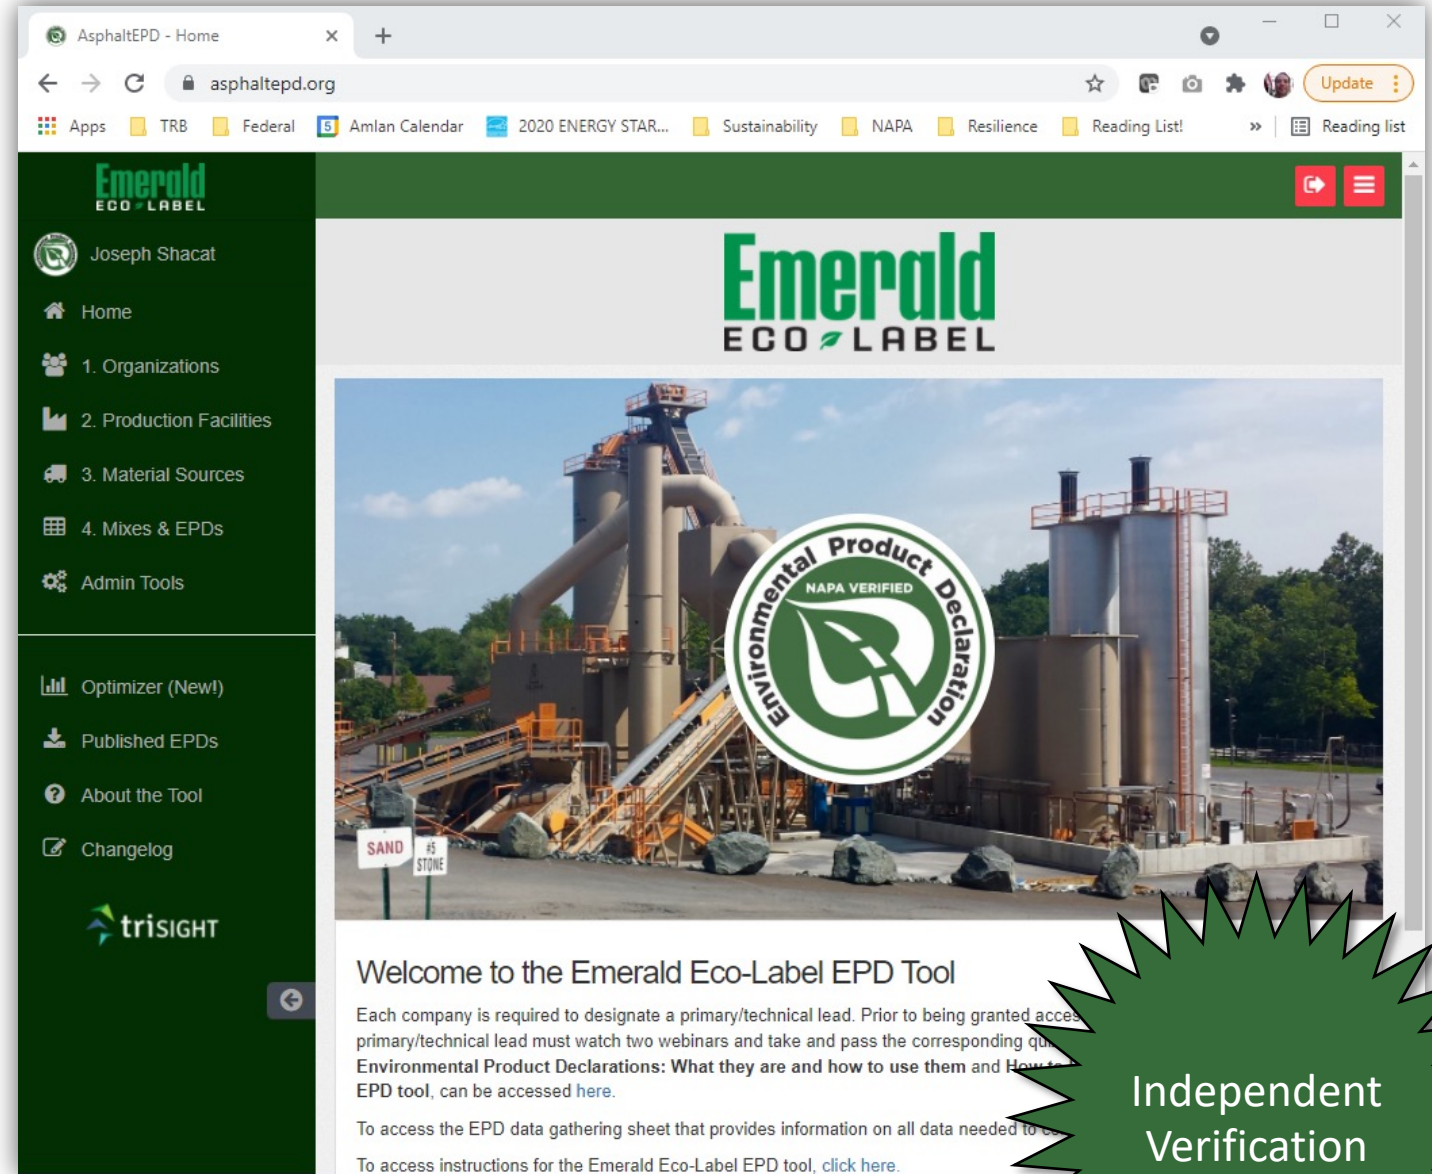 AsphaltEPD - Home
asphaltepd.org
Update
Apps TRB Federal 5 Amlan Calendar 2020 ENERGY STAR... Sustainability NAPA Resilience Reading List! » Reading list
Emerald
ECO LABEL
Joseph Shacat
Home
1. Organizations
2. Production Facilities
3. Material Sources
4. Mixes & EPDs
Admin Tools
Optimizer (New!)
Published EPDs
About the Tool
Changelog
trisight
Emerald
ECO LABEL
Environmental Product Declaration
NAPA VERIFIED
SAND
#5
STONE
Welcome to the Emerald Eco-Label EPD Tool
Each company is required to designate a primary/technical lead. Prior to being granted
primary/technical lead must watch two webinars and take and pass the corresponding
Environmental Product Declarations: What they are and how to use them and How
EPD tool, can be accessed here.
To access the EPD data gathering sheet that provides information on all data needed to
To access instructions for the Emerald Eco-Label EPD tool, click here.
Independent
Verification